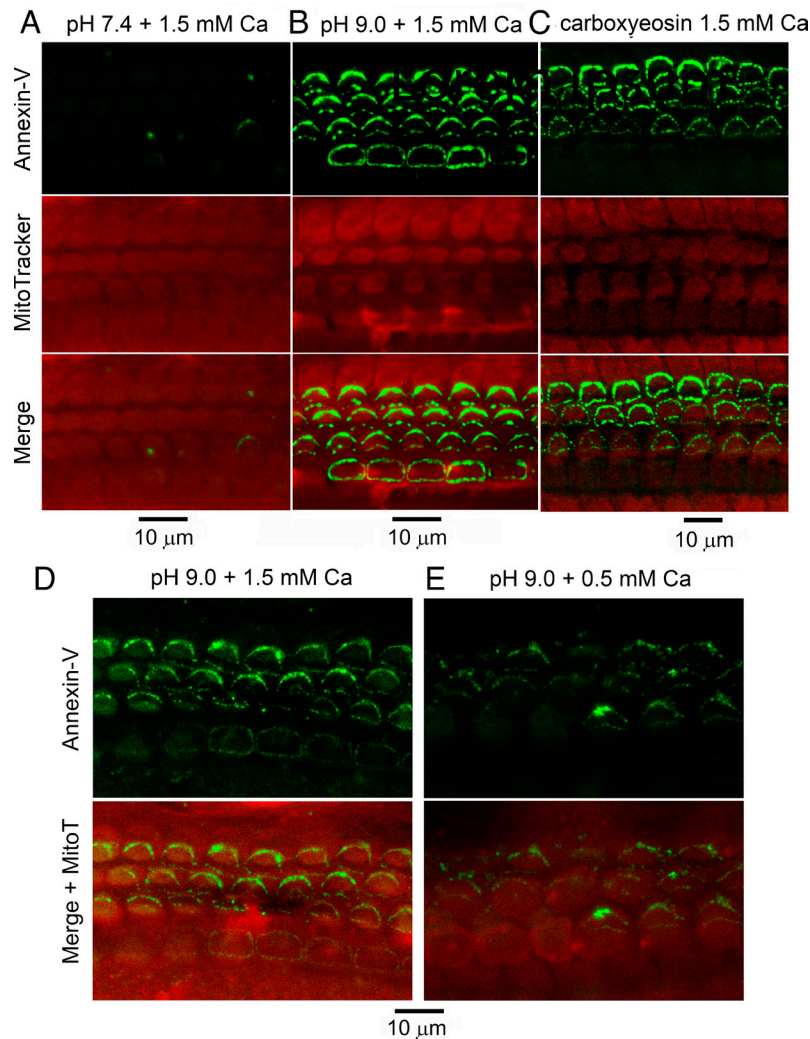 A pH 7.4 + 1.5 mM Ca B pH 9.0 + 1.5 mM Ca C carboxyeosin 1.5 mM Ca
Annexin-V
MitoTracker
Merge
10 μm 10 μm 10 μm
D pH 9.0 + 1.5 mM Ca E pH 9.0 + 0.5 mM Ca
Annexin-V
Merge + MitoT
10 μm